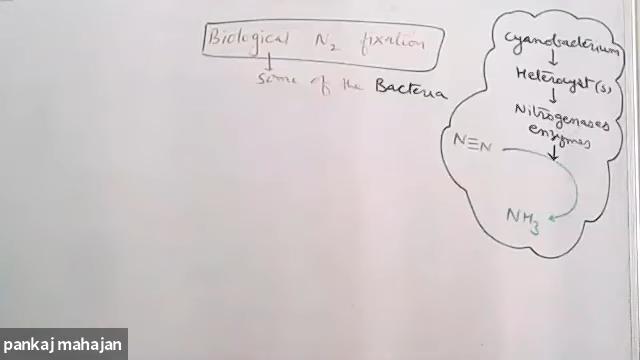 Biological N2 fixation
some of the Bacteria
Cyanobacterium
Heterocyst(s)
Nitrogenases
enzymes
N≡N
NH3
pankaj mahajan